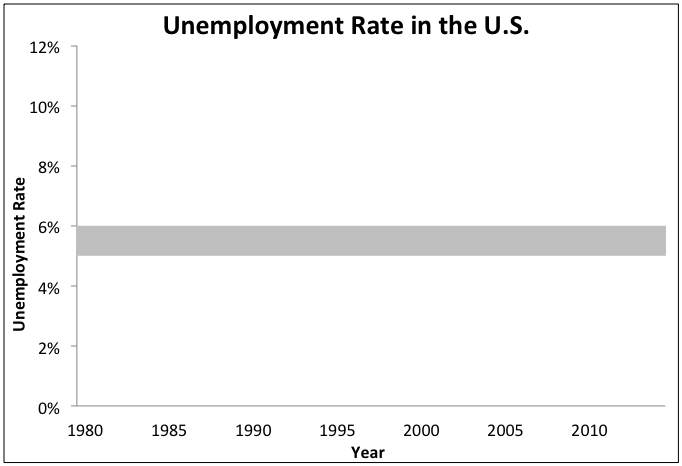 Unemployment Rate in the U.S.
12%
10%
8%
6%
4%
2%
0%
Unemployment Rate
1980 1985 1990 1995 2000 2005 2010
Year